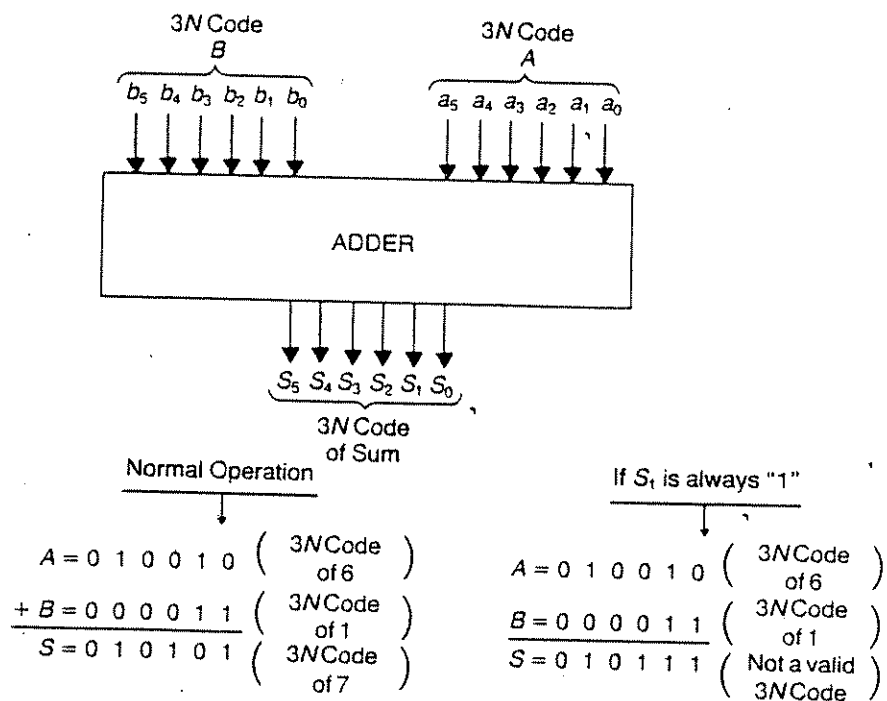 3N Code
B
b5 b4 b3 b2 b1 b0
3N Code
A
a5 a4 a3 a2 a1 a0
ADDER
S5 S4 S3 S2 S1 S0
3N Code
of Sum
Normal Operation
A = 0 1 0 0 1 0 ( 3N Code of 6 )
+ B = 0 0 0 0 1 1 ( 3N Code of 1 )
S = 0 1 0 1 0 1 ( 3N Code of 7 )
If S1 is always "1"
A = 0 1 0 0 1 0 ( 3N Code of 6 )
B = 0 0 0 0 1 1 ( 3N Code of 1 )
S = 0 1 0 1 1 1 ( Not a valid 3N Code )